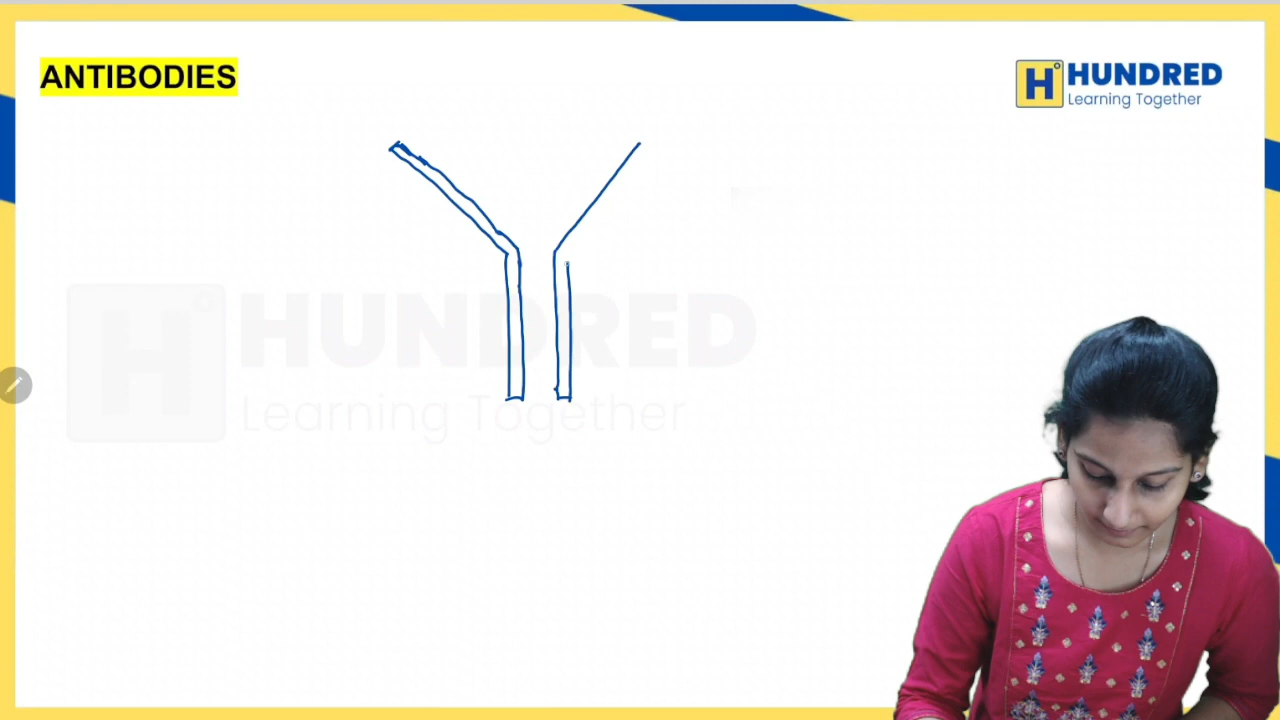 ANTIBODIES
H HUNDRED
Learning Together
H HUNDRED
Learning Together